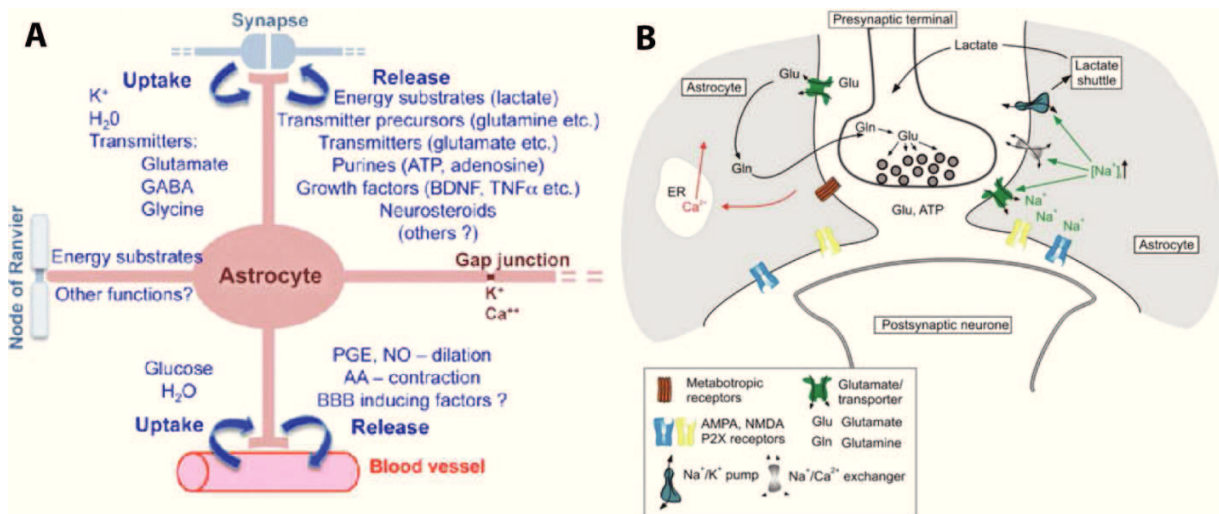 A
Synapse
Uptake
Release
K⁺
H₂0
Transmitters:
Glutamate
GABA
Glycine
Energy substrates (lactate)
Transmitter precursors (glutamine etc.)
Transmitters (glutamate etc.)
Purines (ATP, adenosine)
Growth factors (BDNF, TNFα etc.)
Neurosteroids
(others ?)
Node of Ranvier
Energy substrates
Other functions?
Astrocyte
Gap junction
K⁺
Ca⁺⁺
Glucose
H₂O
Uptake
PGE, NO – dilation
AA – contraction
BBB inducing factors ?
Release
Blood vessel
B
Presynaptic terminal
Lactate
Lactate
shuttle
Astrocyte
Glu
Glu
Gln
Glu
Gln
[Na⁺]ᵢ
ER
Ca²⁺
Glu, ATP
Na⁺
Na⁺
Na⁺
Astrocyte
Postsynaptic neurone
Metabotropic
receptors
Glutamate/
transporter
AMPA, NMDA
P2X receptors
Glu Glutamate
Gln Glutamine
Na⁺/K⁺ pump
Na⁺/Ca²⁺ exchanger